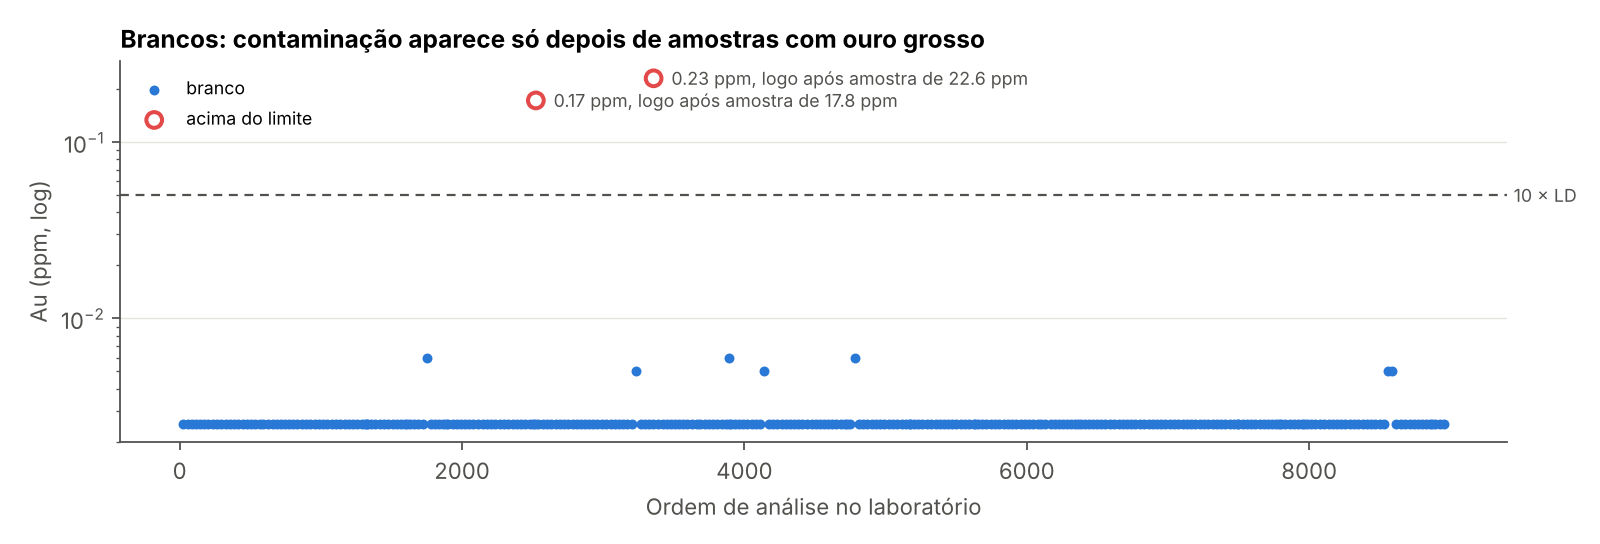 Brancos: contaminação aparece só depois de amostras com ouro grosso
branco
acima do limite
0.23 ppm, logo após amostra de 22.6 ppm
0.17 ppm, logo após amostra de 17.8 ppm
10⁻¹
10 × LD
10⁻²
Au (ppm, log)
0
2000
4000
6000
8000
Ordem de análise no laboratório